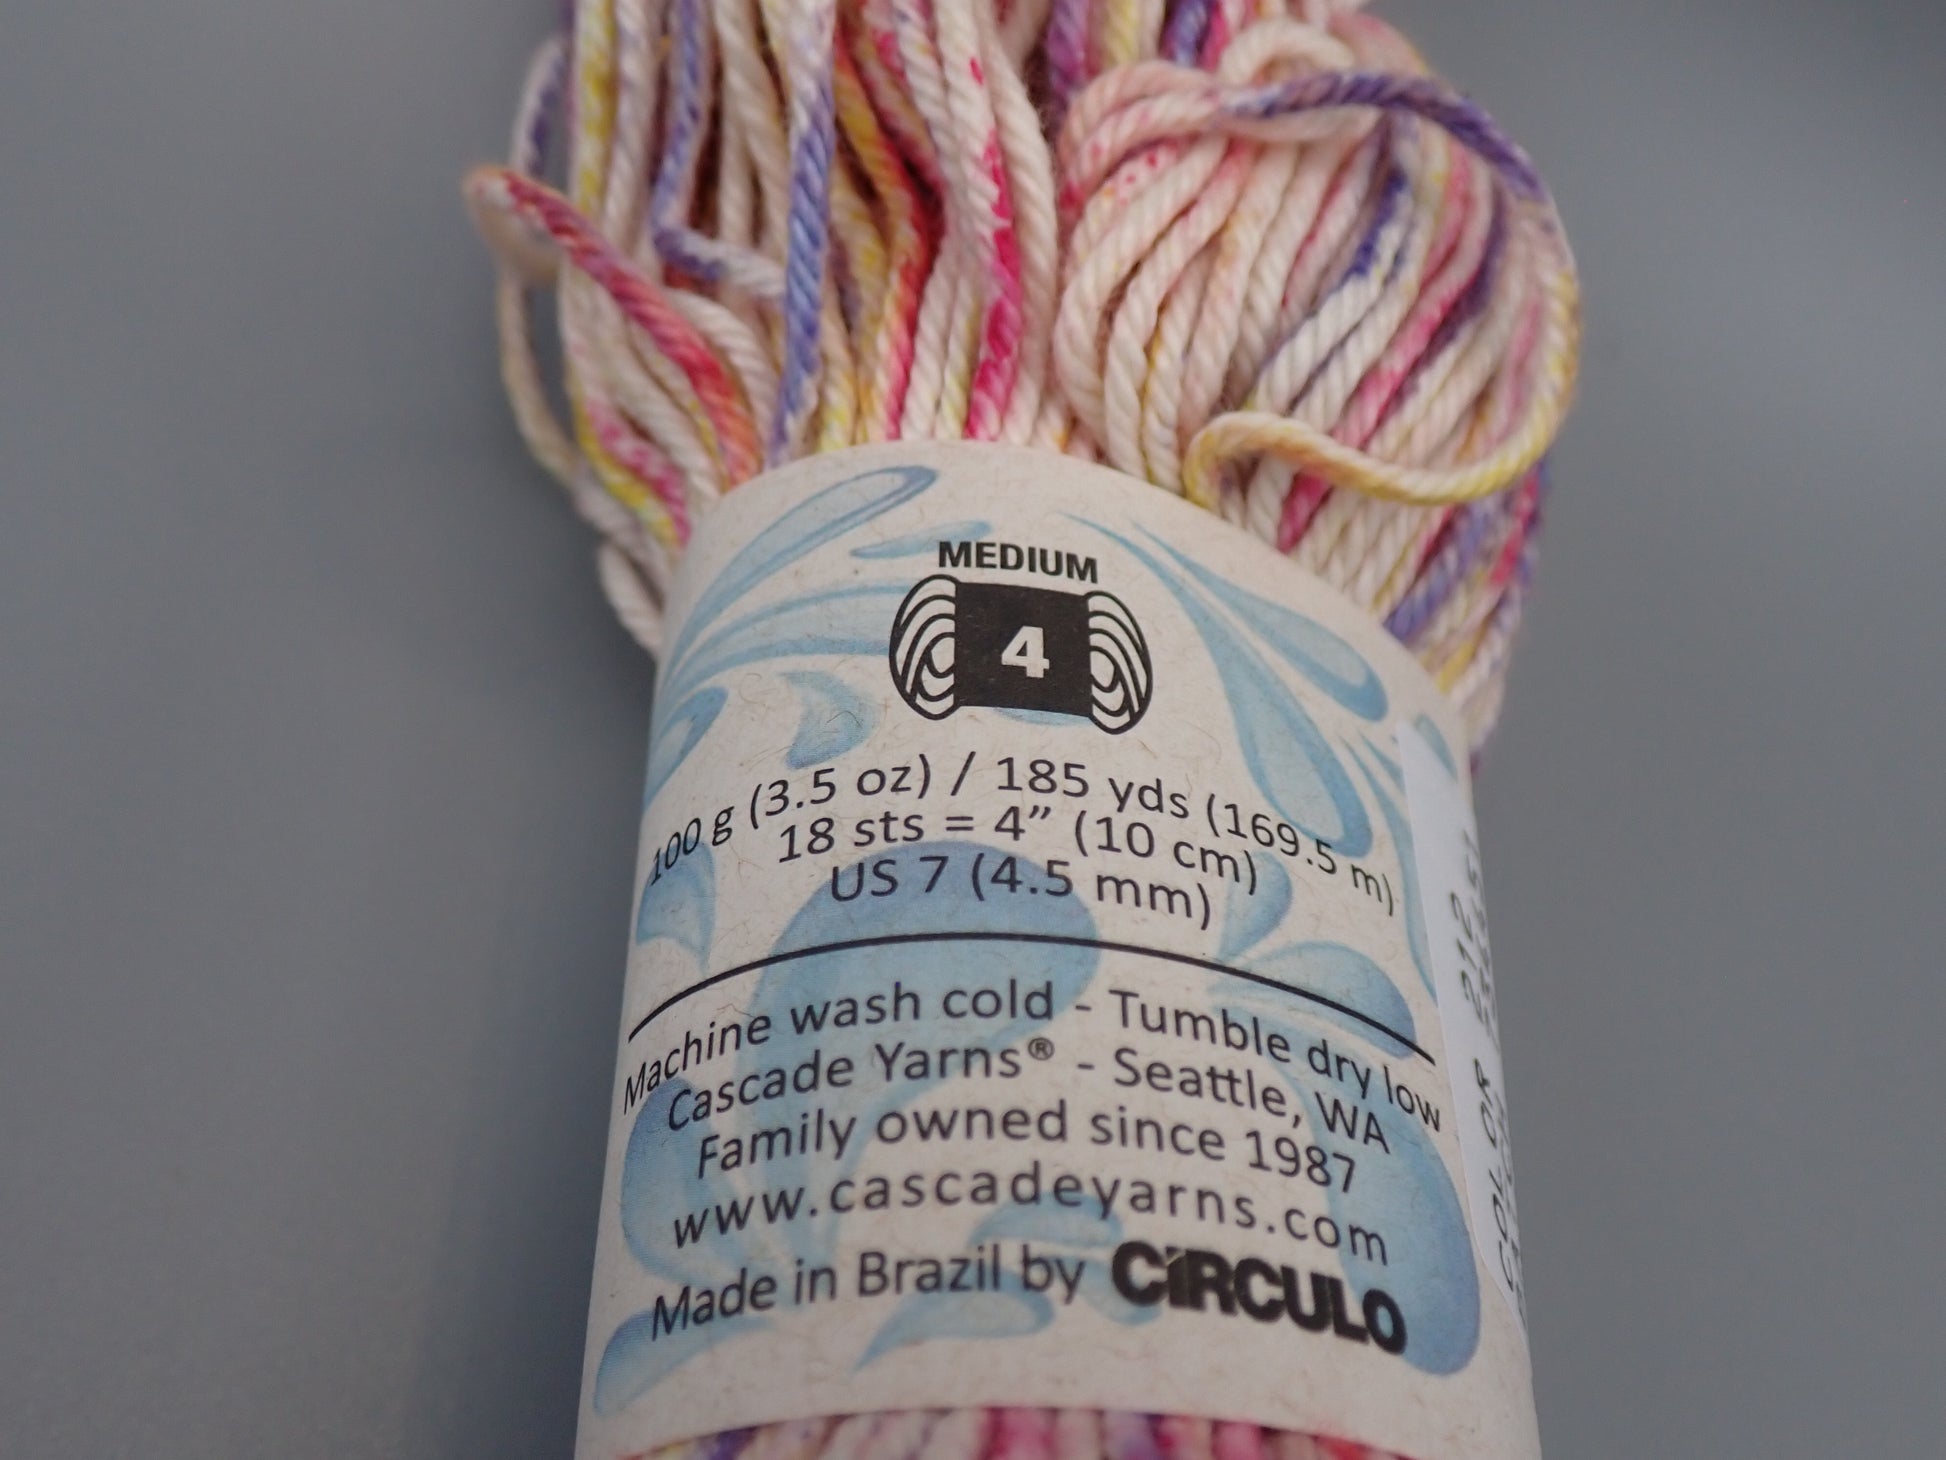 MEDIUM
4
100 g (3.5 oz) / 185 yds (169.5 m)
18 sts = 4” (10 cm)
US 7 (4.5 mm)
Machine wash cold - Tumble dry low
Cascade Yarns® - Seattle, WA
Family owned since 1987
www.cascadeyarns.com
Made in Brazil by CiRCULO
COLOR